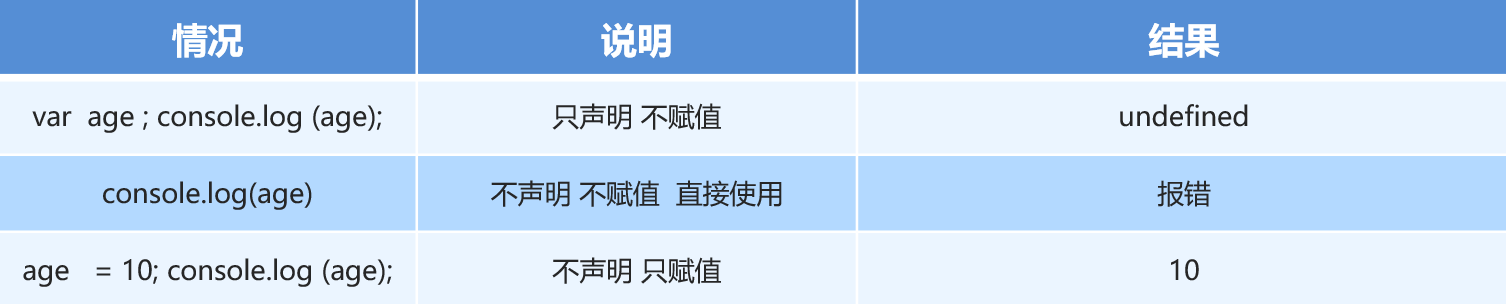 情况 说明 结果
var  age ; console.log (age); 只声明 不赋值 undefined
console.log(age) 不声明 不赋值  直接使用 报错
age   = 10; console.log (age); 不声明 只赋值 10